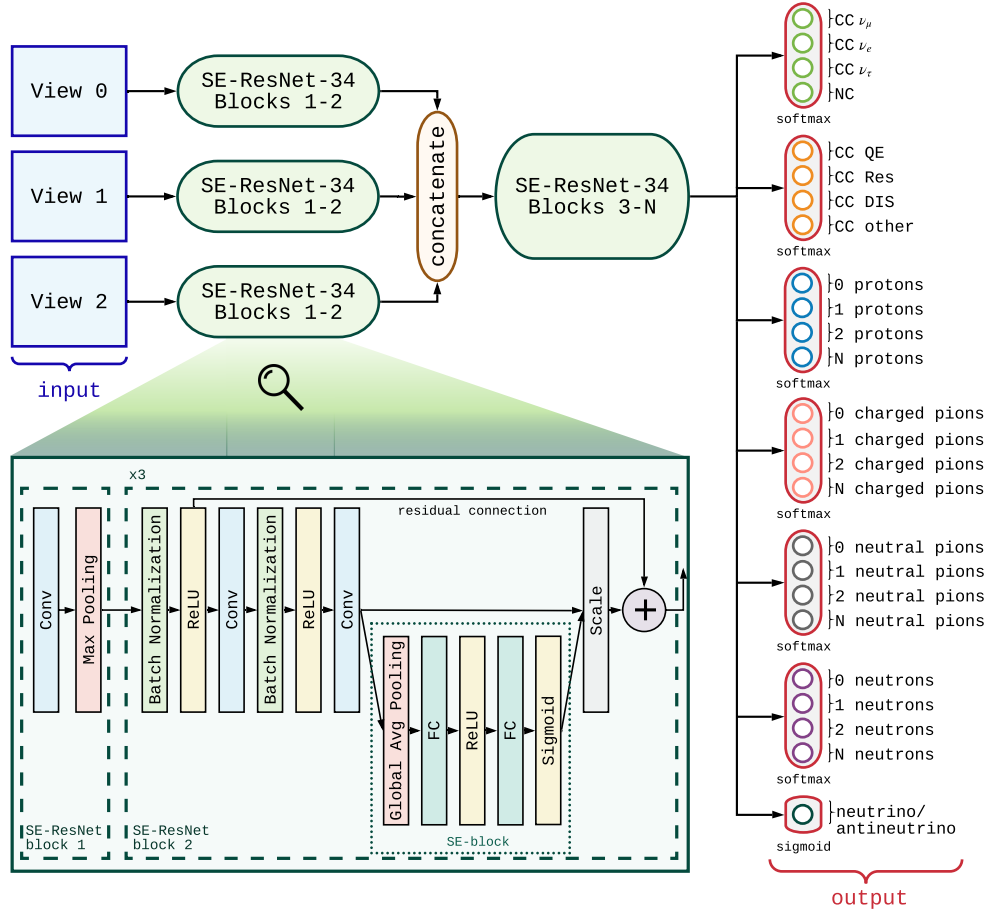 View 0
SE-ResNet-34
Blocks 1-2
View 1
SE-ResNet-34
Blocks 1-2
View 2
SE-ResNet-34
Blocks 1-2
input
concatenate
SE-ResNet-34
Blocks 3-N
x3
Conv
Max Pooling
SE-ResNet
block 1
Batch Normalization
ReLU
Conv
Batch Normalization
ReLU
Conv
residual connection
Global Avg Pooling
FC
ReLU
FC
Sigmoid
SE-block
Scale
+
SE-ResNet
block 2
CC νμ
CC νe
CC ντ
NC
softmax
CC QE
CC Res
CC DIS
CC other
softmax
0 protons
1 protons
2 protons
N protons
softmax
0 charged pions
1 charged pions
2 charged pions
N charged pions
softmax
0 neutral pions
1 neutral pions
2 neutral pions
N neutral pions
softmax
0 neutrons
1 neutrons
2 neutrons
N neutrons
softmax
neutrino/
antineutrino
sigmoid
output